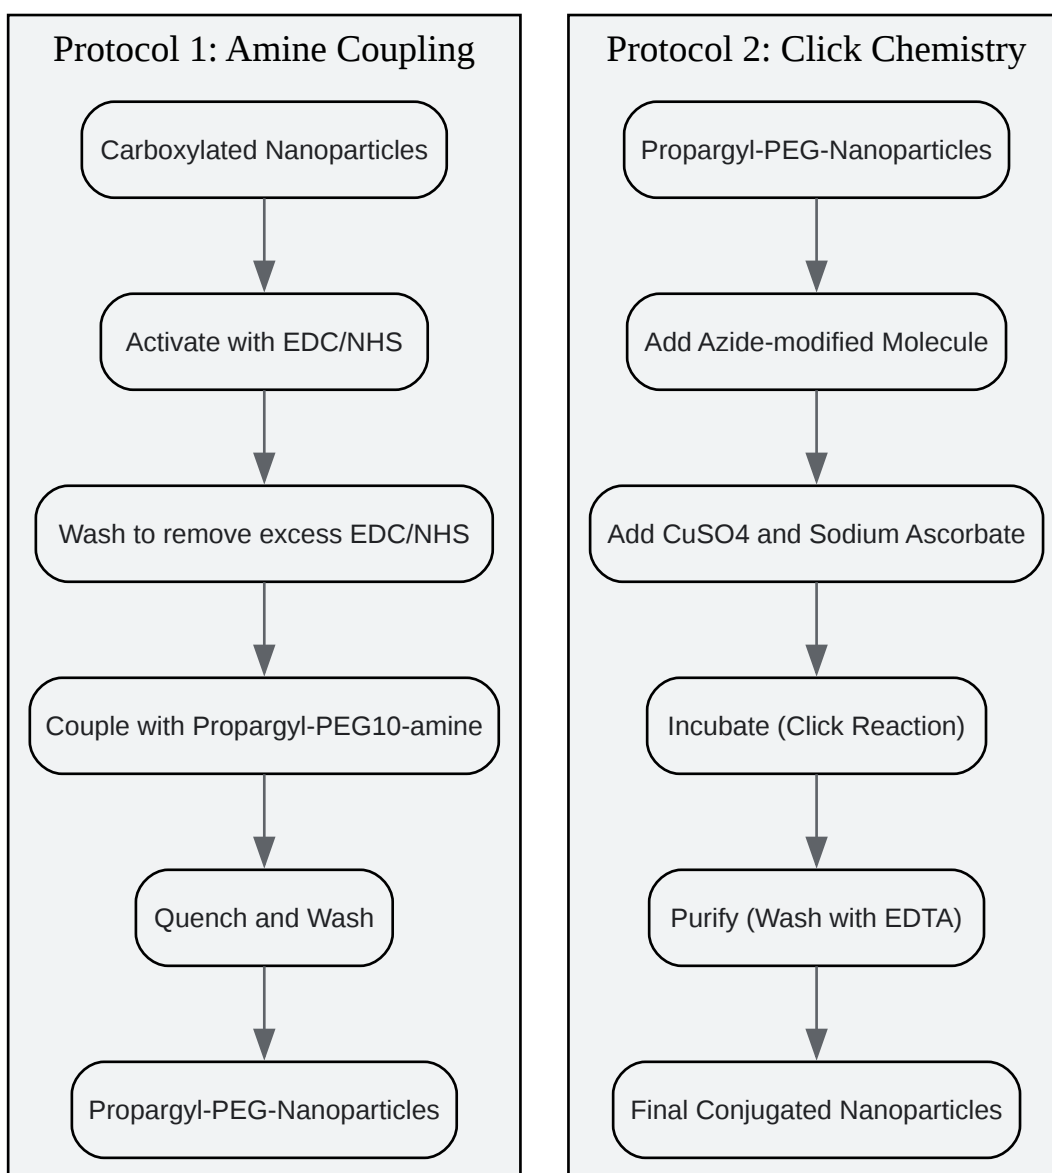 Protocol 1: Amine Coupling
Carboxylated Nanoparticles
Activate with EDC/NHS
Wash to remove excess EDC/NHS
Couple with Propargyl-PEG10-amine
Quench and Wash
Propargyl-PEG-Nanoparticles
Protocol 2: Click Chemistry
Propargyl-PEG-Nanoparticles
Add Azide-modified Molecule
Add CuSO4 and Sodium Ascorbate
Incubate (Click Reaction)
Purify (Wash with EDTA)
Final Conjugated Nanoparticles